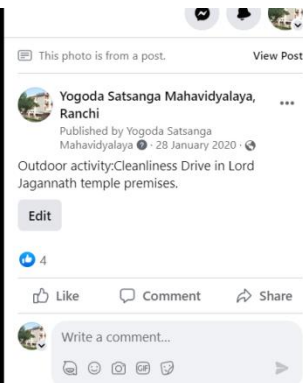 This photo is from a post.
View Post
Yogoda Satsanga Mahavidyalaya,
Ranchi
Published by Yogoda Satsanga
Mahavidyalaya · 28 January 2020 ·
Outdoor activity:Cleanliness Drive in Lord
Jagannath temple premises.
Edit
4
Like
Comment
Share
Write a comment...
GIF